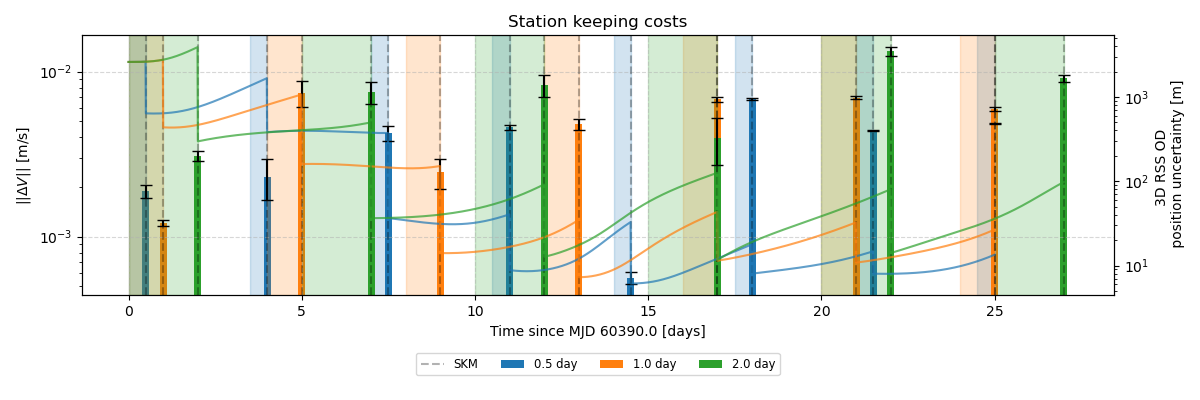 Station keeping costs
||ΔV|| [m/s]
10⁻²
10⁻³
10³
10²
10¹
3D RSS OD
position uncertainty [m]
0 5 10 15 20 25
Time since MJD 60390.0 [days]
SKM 0.5 day 1.0 day 2.0 day